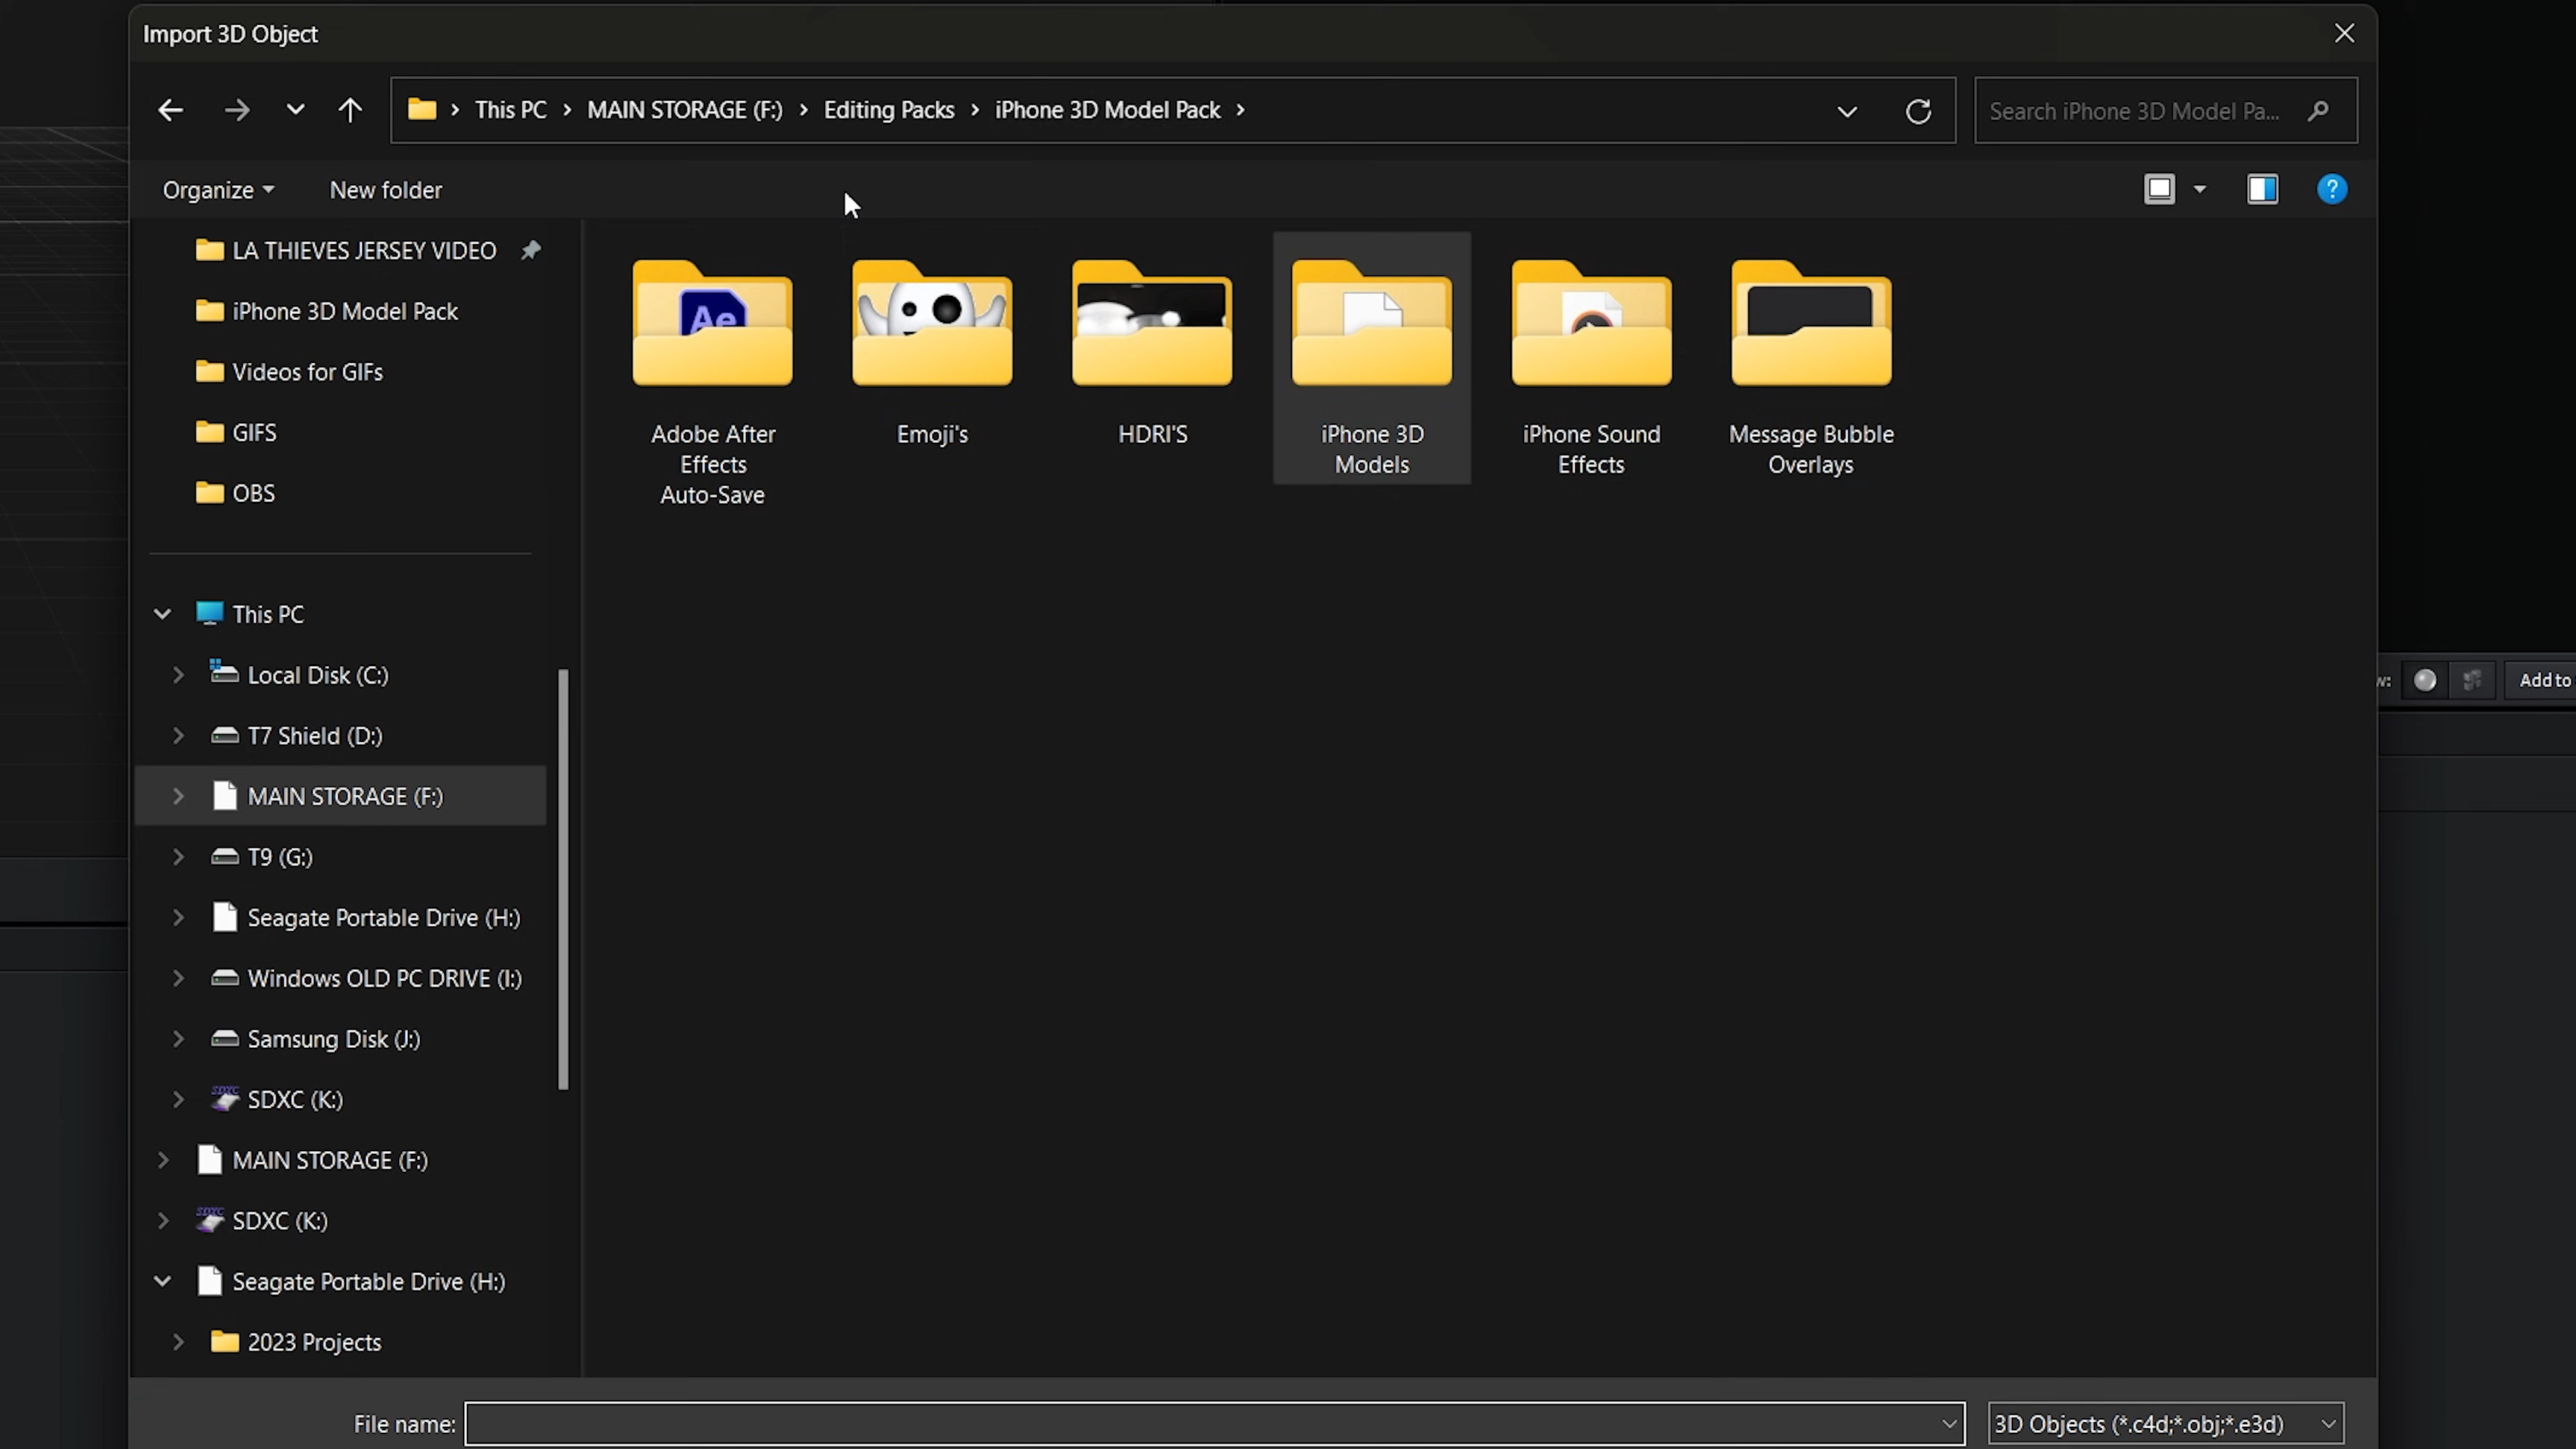 Import 3D Object
This PC > MAIN STORAGE (F:) > Editing Packs > iPhone 3D Model Pack >
Search iPhone 3D Model Pa...
Organize
New folder
?
LA THIEVES JERSEY VIDEO
iPhone 3D Model Pack
Videos for GIFs
GIFS
OBS
This PC
Local Disk (C:)
T7 Shield (D:)
MAIN STORAGE (F:)
T9 (G:)
Seagate Portable Drive (H:)
Windows OLD PC DRIVE (I:)
Samsung Disk (J:)
SDXC
SDXC (K:)
MAIN STORAGE (F:)
SDXC
SDXC (K:)
Seagate Portable Drive (H:)
2023 Projects
Ae
Adobe After
Effects
Auto-Save
Emoji's
HDRI'S
iPhone 3D
Models
iPhone Sound
Effects
Message Bubble
Overlays
w:
Add to
File name:
3D Objects (*.c4d;*.obj;*.e3d)